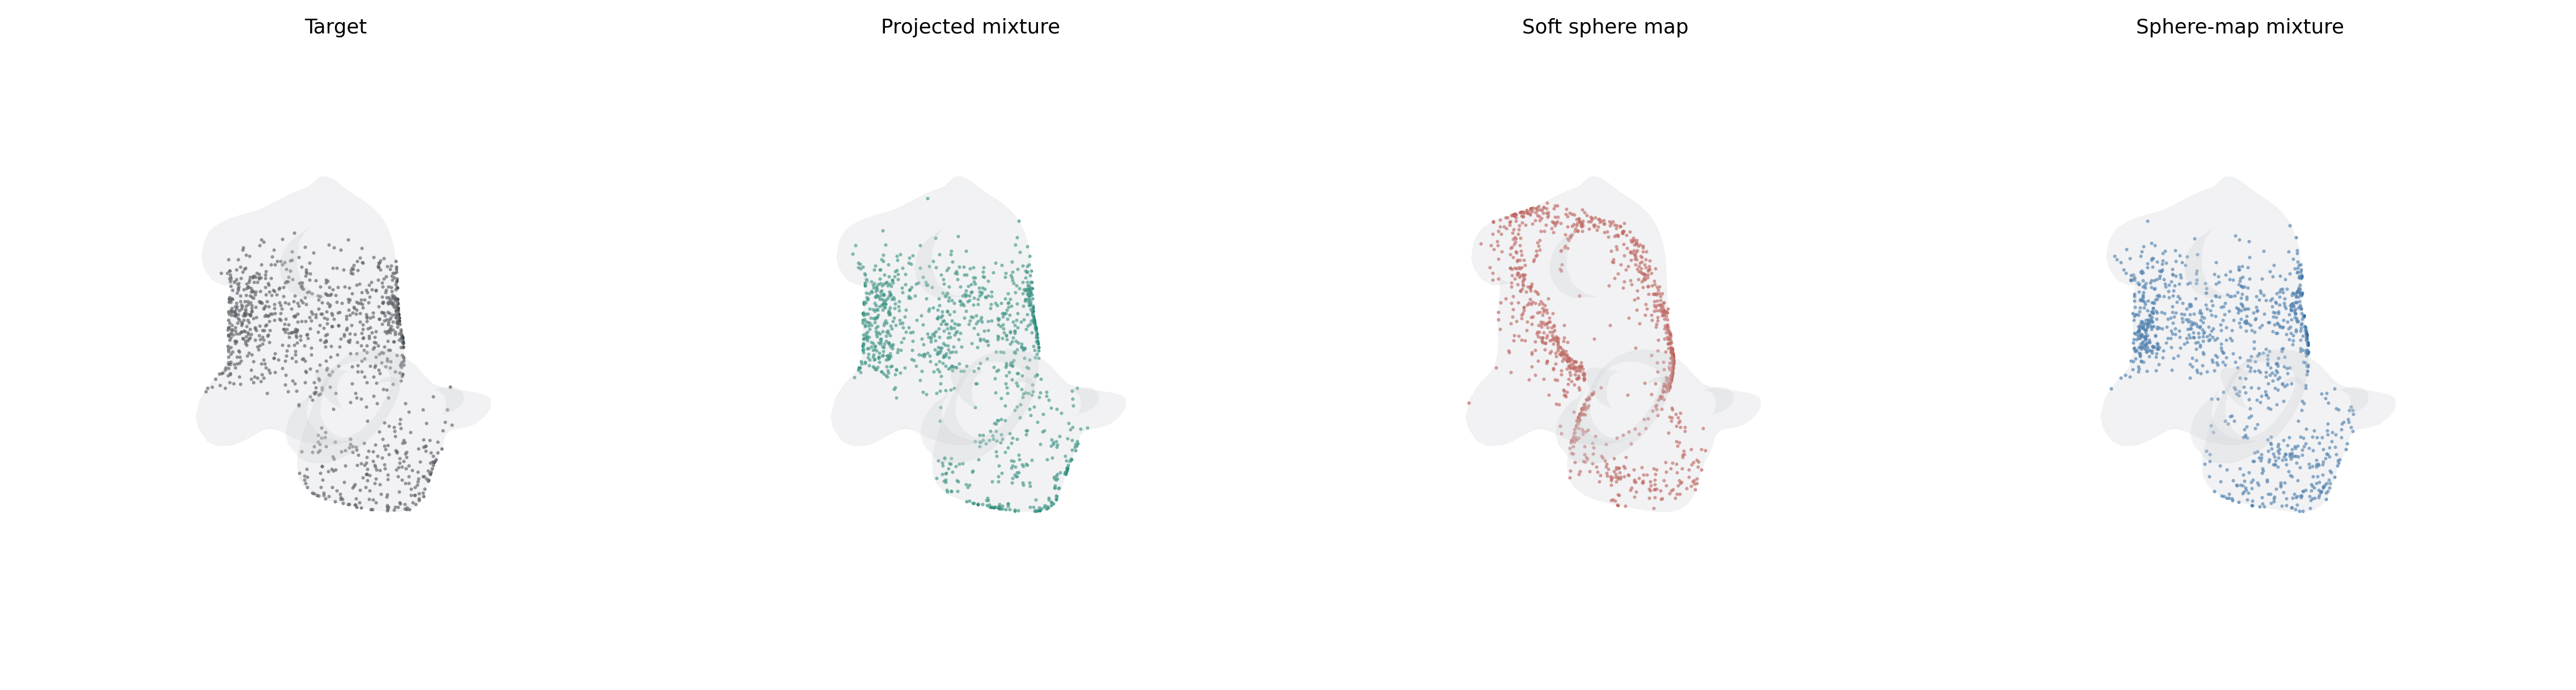 Target
Projected mixture
Soft sphere map
Sphere-map mixture